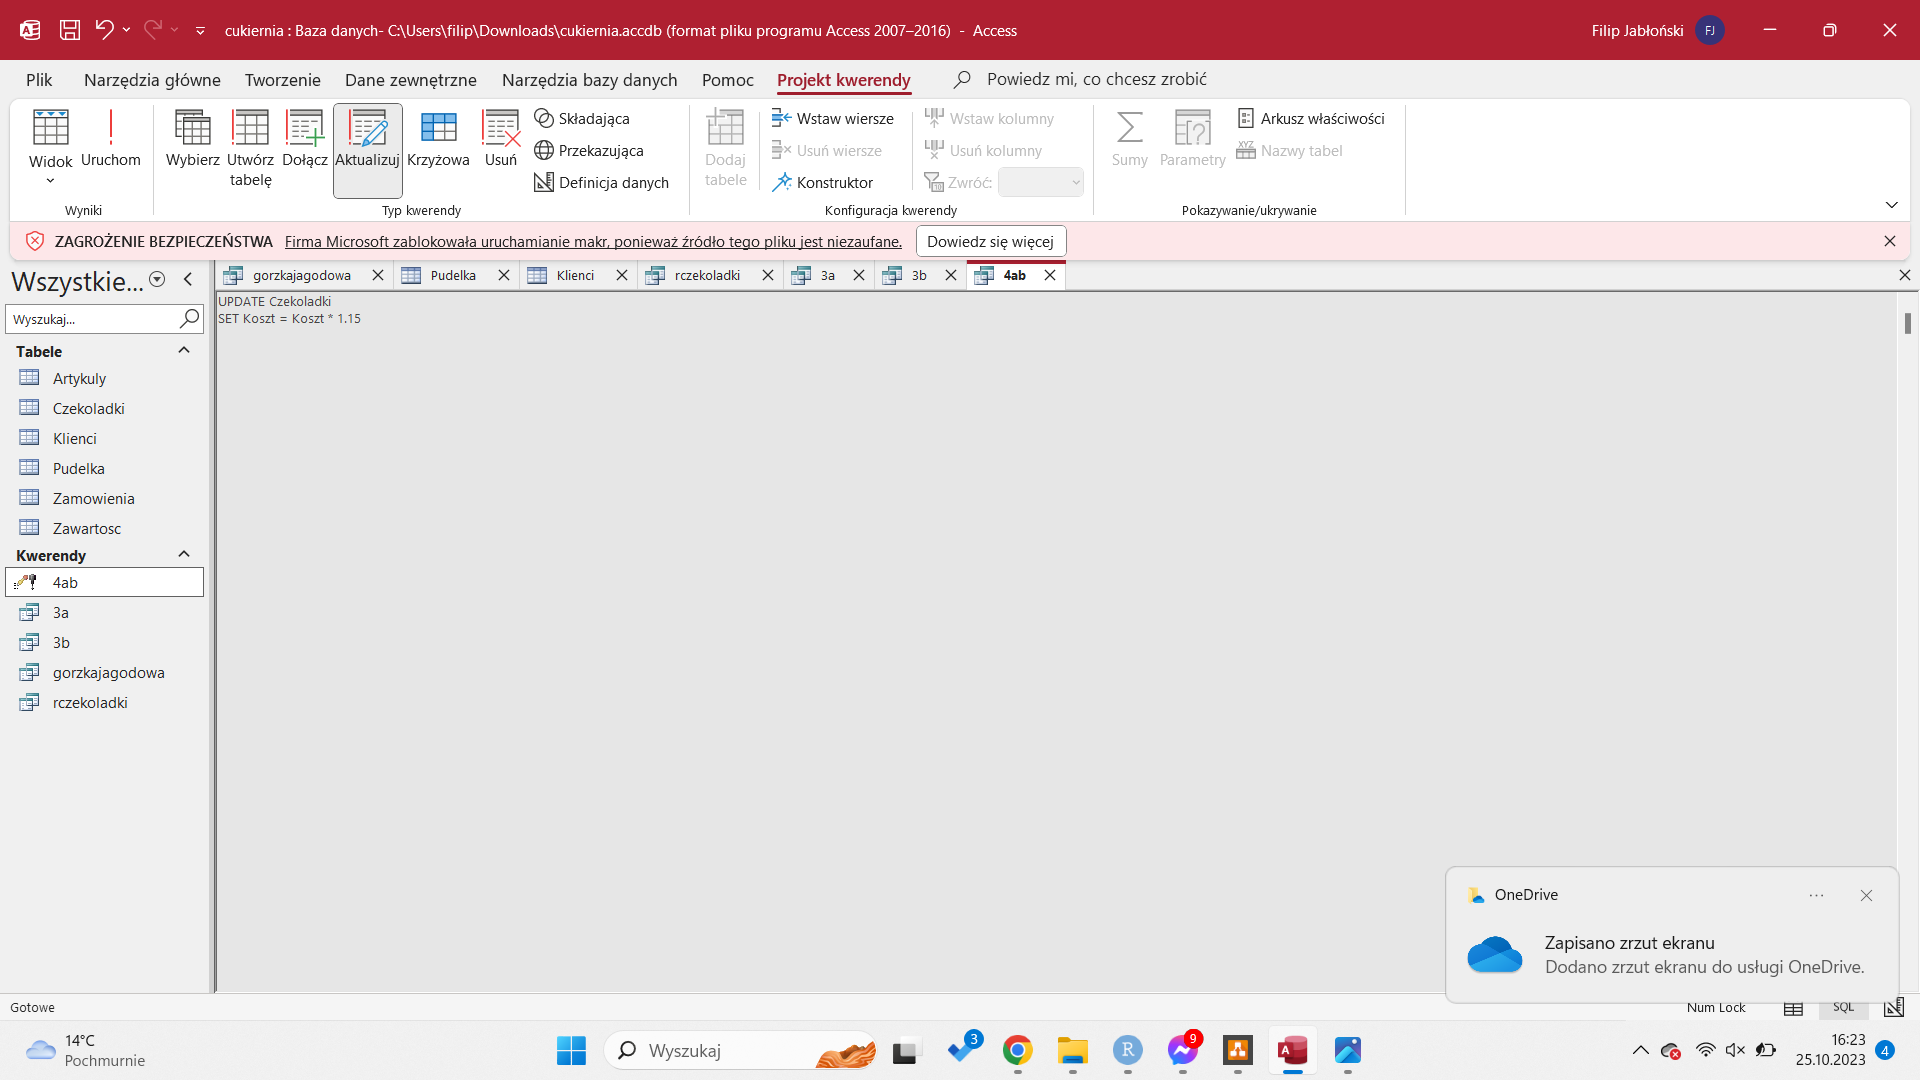 cukiernia : Baza danych- C:\Users\filip\Downloads\cukiernia.accdb (format pliku programu Access 2007–2016) - Access
Filip Jabłoński
FJ
Plik
Narzędzia główne
Tworzenie
Dane zewnętrzne
Narzędzia bazy danych
Pomoc
Projekt kwerendy
Powiedz mi, co chcesz zrobić
Widok
Uruchom
Wyniki
Wybierz
Utwórz
tabelę
Dołącz
Aktualizuj
Krzyżowa
Usuń
Składająca
Przekazująca
Definicja danych
Typ kwerendy
Dodaj
tabele
Wstaw wiersze
Usuń wiersze
Konstruktor
Wstaw kolumny
Usuń kolumny
Zwróć:
Konfiguracja kwerendy
Sumy
Parametry
Arkusz właściwości
Nazwy tabel
Pokazywanie/ukrywanie
ZAGROŻENIE BEZPIECZEŃSTWA
Firma Microsoft zablokowała uruchamianie makr, ponieważ źródło tego pliku jest niezaufane.
Dowiedz się więcej
Wszystkie...
Wyszukaj...
Tabele
Artykuly
Czekoladki
Klienci
Pudelka
Zamowienia
Zawartosc
Kwerendy
4ab
3a
3b
gorzkajagodowa
rczekoladki
gorzkajagodowa
Pudelka
Klienci
rczekoladki
3a
3b
4ab
UPDATE Czekoladki
SET Koszt = Koszt * 1.15
OneDrive
Zapisano zrzut ekranu
Dodano zrzut ekranu do usługi OneDrive.
Gotowe
Num Lock
SQL
14°C
Pochmurnie
Wyszukaj
3
R
9
A
16:23
25.10.2023
4